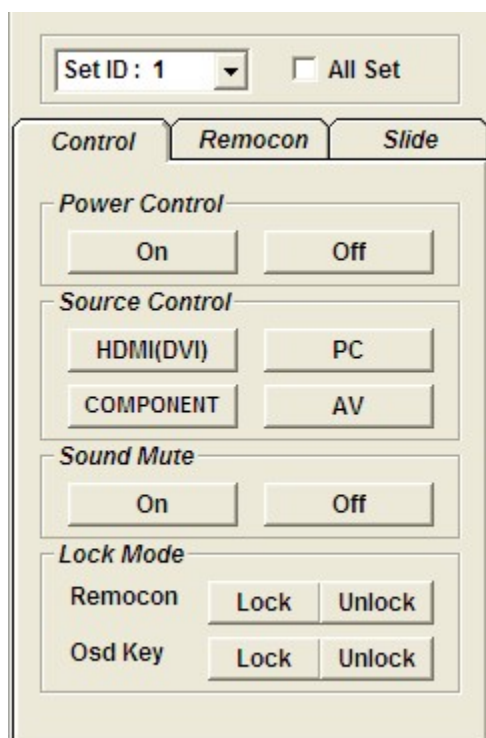 Set ID : 1 All Set
Control Remocon Slide
Power Control
On Off
Source Control
HDMI(DVI) PC
COMPONENT AV
Sound Mute
On Off
Lock Mode
Remocon Lock Unlock
Osd Key Lock Unlock